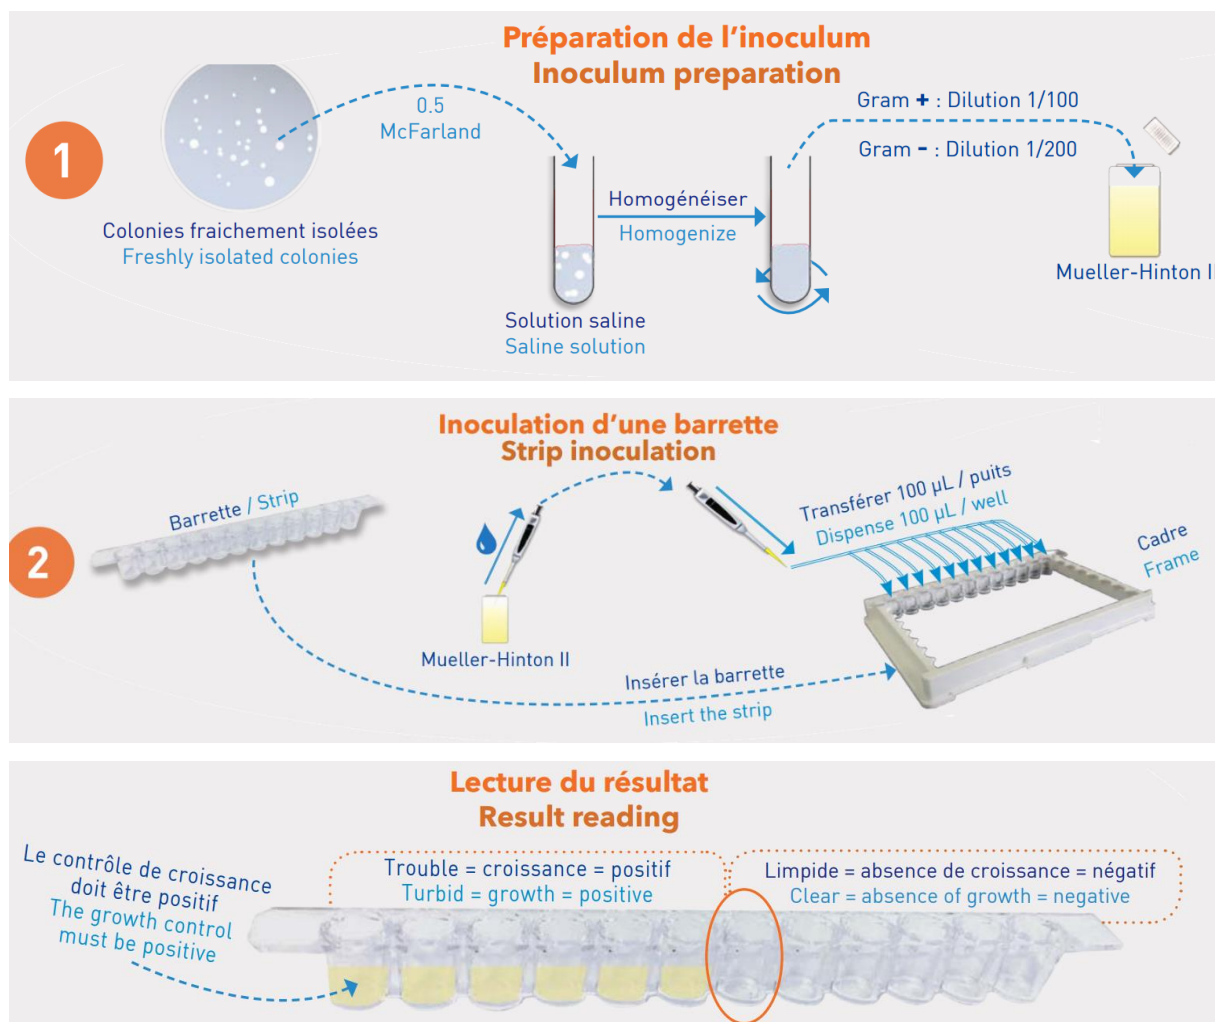 Préparation de l’inoculum
Inoculum preparation
1
0.5
McFarland
Gram + : Dilution 1/100
Gram - : Dilution 1/200
Colonies fraichement isolées
Freshly isolated colonies
Homogénéiser
Homogenize
Mueller-Hinton II
Solution saline
Saline solution
Inoculation d’une barrette
Strip inoculation
2
Barrette / Strip
Transférer 100 µL / puits
Dispense 100 µL / well
Cadre
Frame
Mueller-Hinton II
Insérer la barrette
Insert the strip
Lecture du résultat
Result reading
Le contrôle de croissance
doit être positif
The growth control
must be positive
Trouble = croissance = positif
Turbid = growth = positive
Limpide = absence de croissance = négatif
Clear = absence of growth = negative